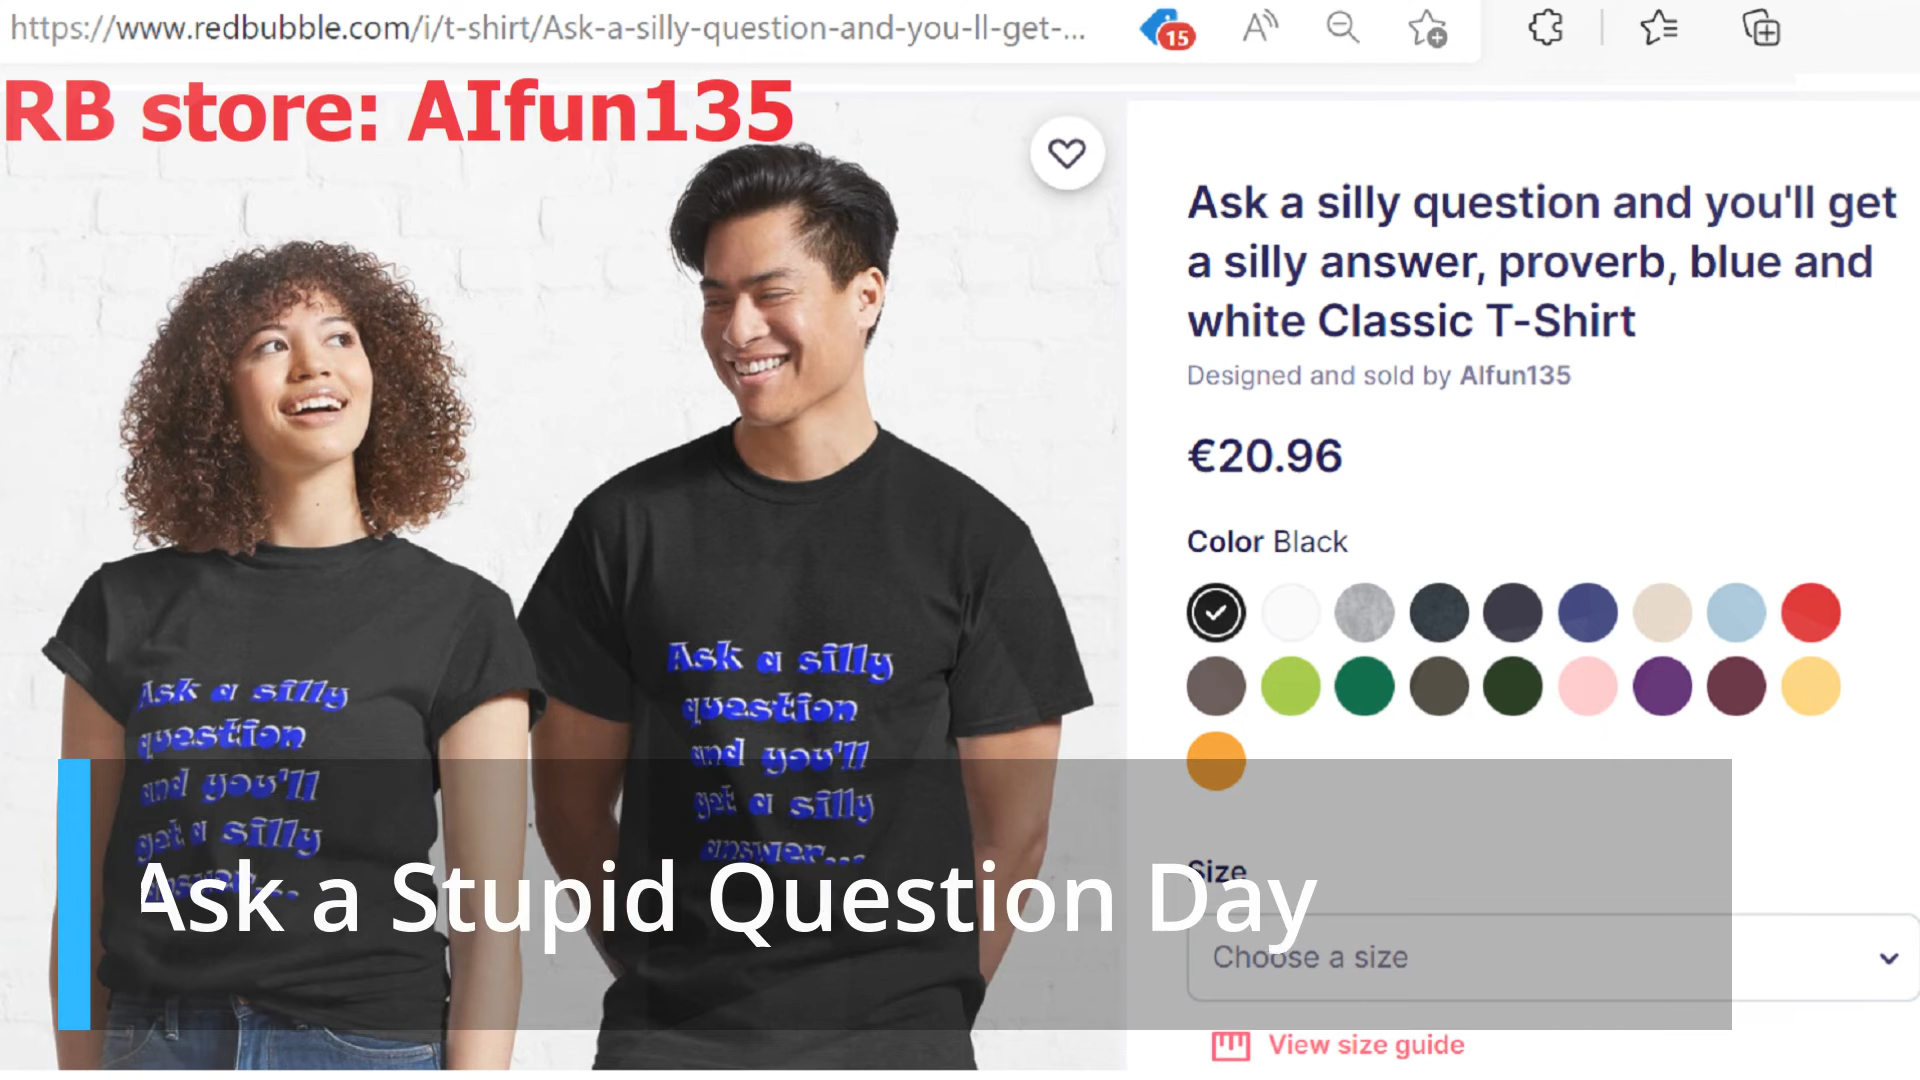 https://www.redbubble.com/i/t-shirt/Ask-a-silly-question-and-you-ll-get-...
15
RB store: AIfun135
Ask a silly question and you'll get
a silly answer, proverb, blue and
white Classic T-Shirt
Designed and sold by AIfun135
€20.96
Color Black
Ask a silly
question
and you'll
get a silly
answer...
Ask a silly
question
and you'll
get a silly
answer...
Size
Ask a Stupid Question Day
Choose a size
View size guide